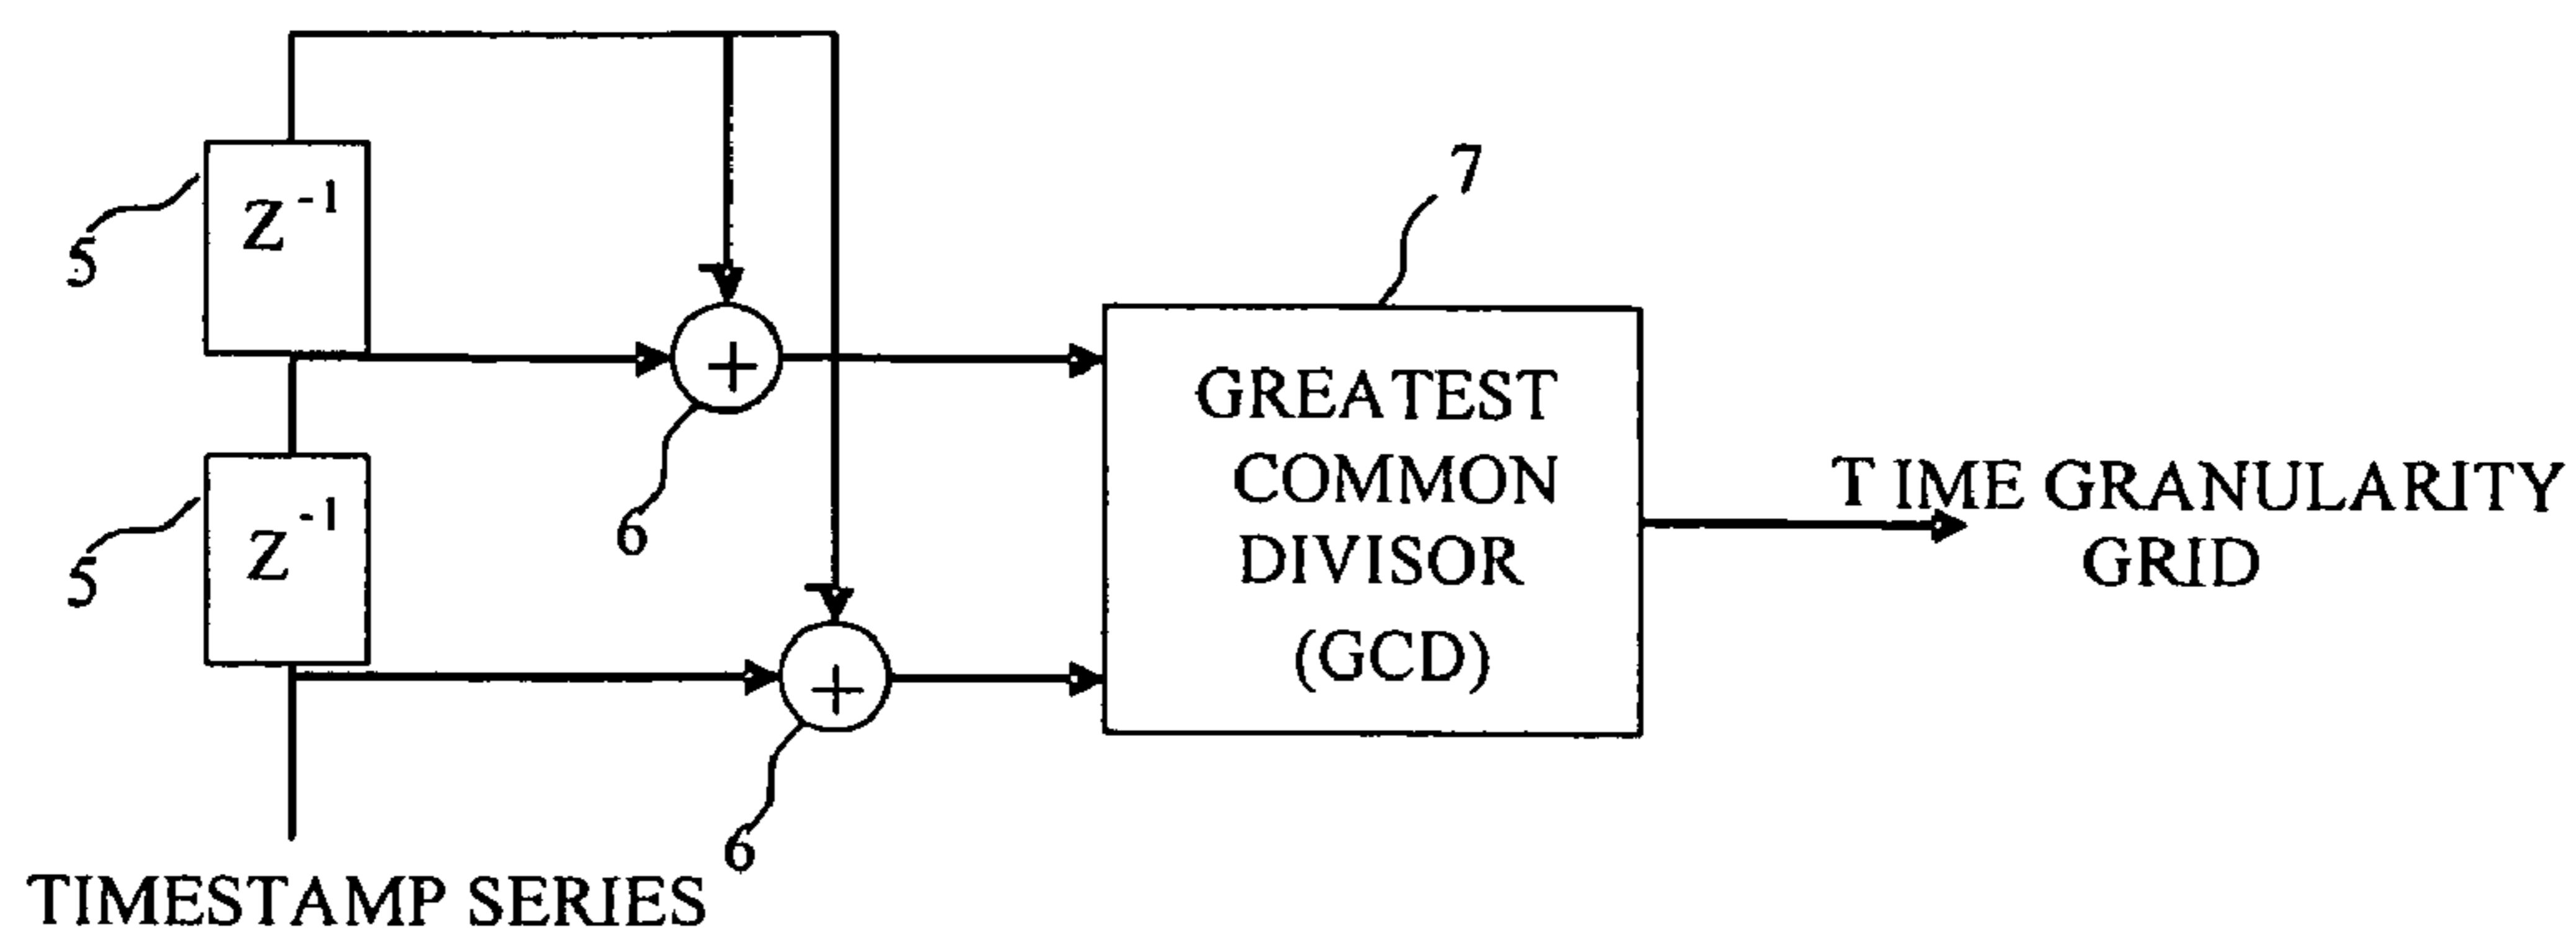 7
Z⁻¹
5
6
GREATEST
COMMON
DIVISOR
(GCD)
Z⁻¹
5
+
+
6
T IME GRANULARITY
GRID
TIMESTAMP SERIES